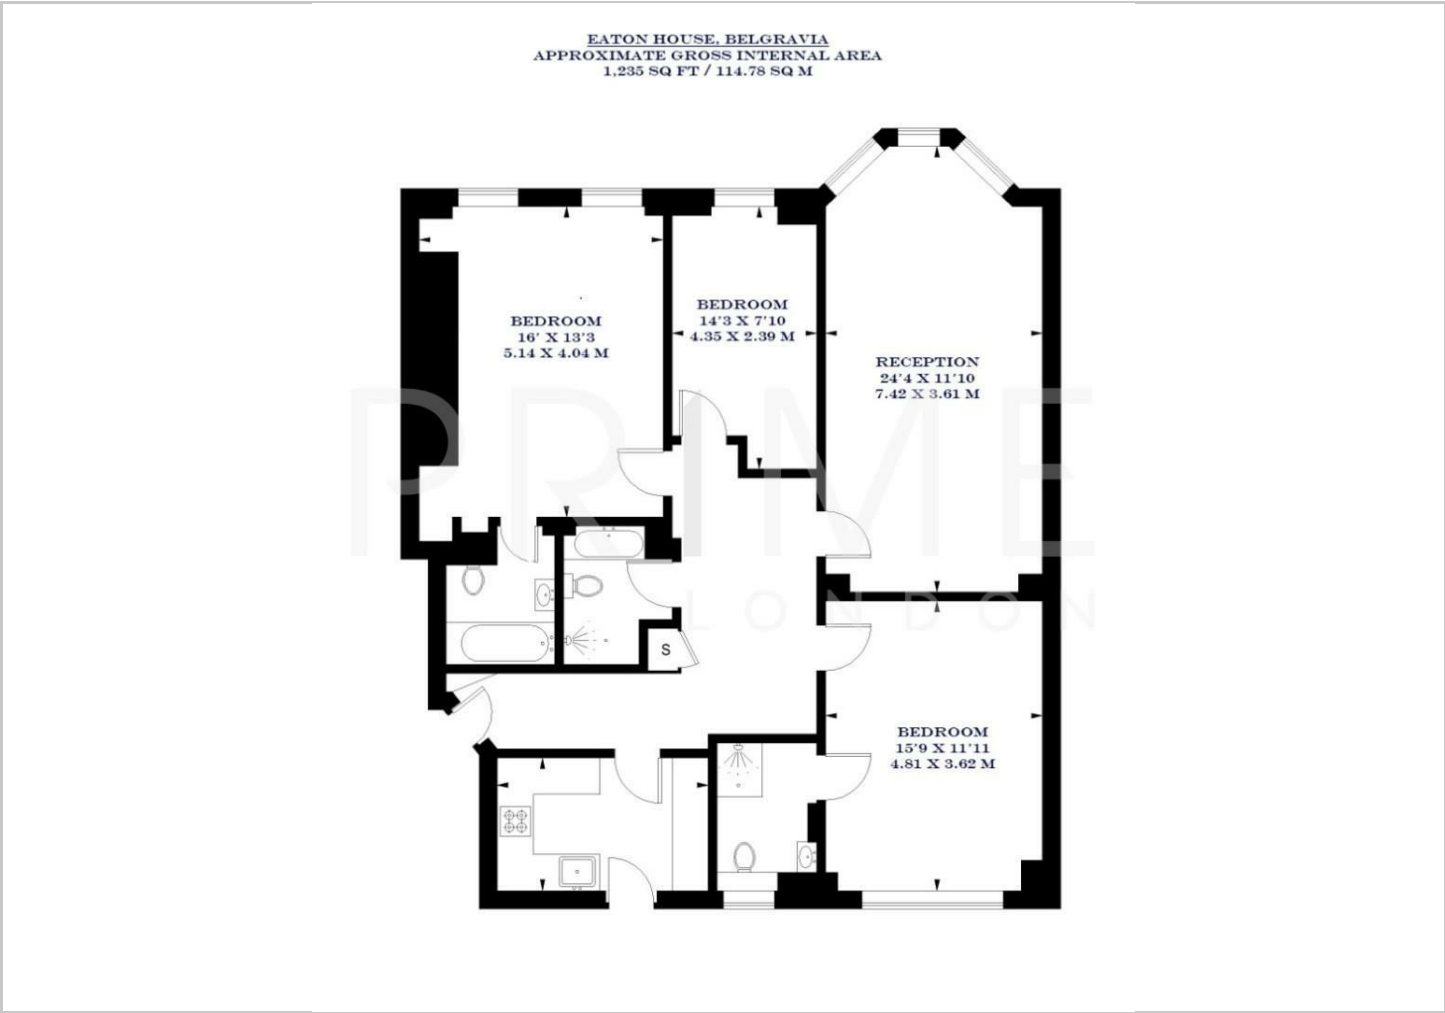 EATON HOUSE, BELGRAVIA
APPROXIMATE GROSS INTERNAL AREA
1,235 SQ FT / 114.78 SQ M
BEDROOM
16' X 13'3
5.14 X 4.04 M
BEDROOM
14'3 X 7'10
4.35 X 2.39 M
RECEPTION
24'4 X 11'10
7.42 X 3.61 M
PRIME
LONDON
S
BEDROOM
15'9 X 11'11
4.81 X 3.62 M